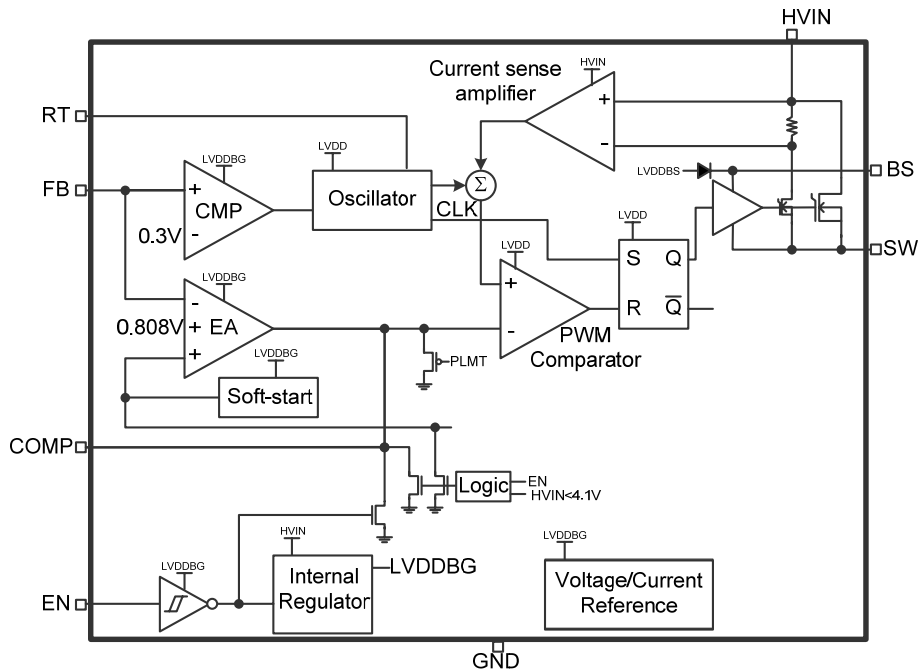 HVIN
Current sense
amplifier
HVIN
+
-
RT
LVDDBG
LVDD
FB
+
CMP
-
0.3V
Oscillator
Σ
CLK
LVDDBS
BS
SW
LVDD
S Q
R Q
LVDD
+
-
PWM
Comparator
LVDDBG
-
0.808V
+
EA
+
LVDDBG
Soft-start
PLMT
COMP
Logic
EN
HVIN<4.1V
HVIN
LVDDBG
LVDDBG
EN
LVDDBG
Internal
Regulator
Voltage/Current
Reference
GND